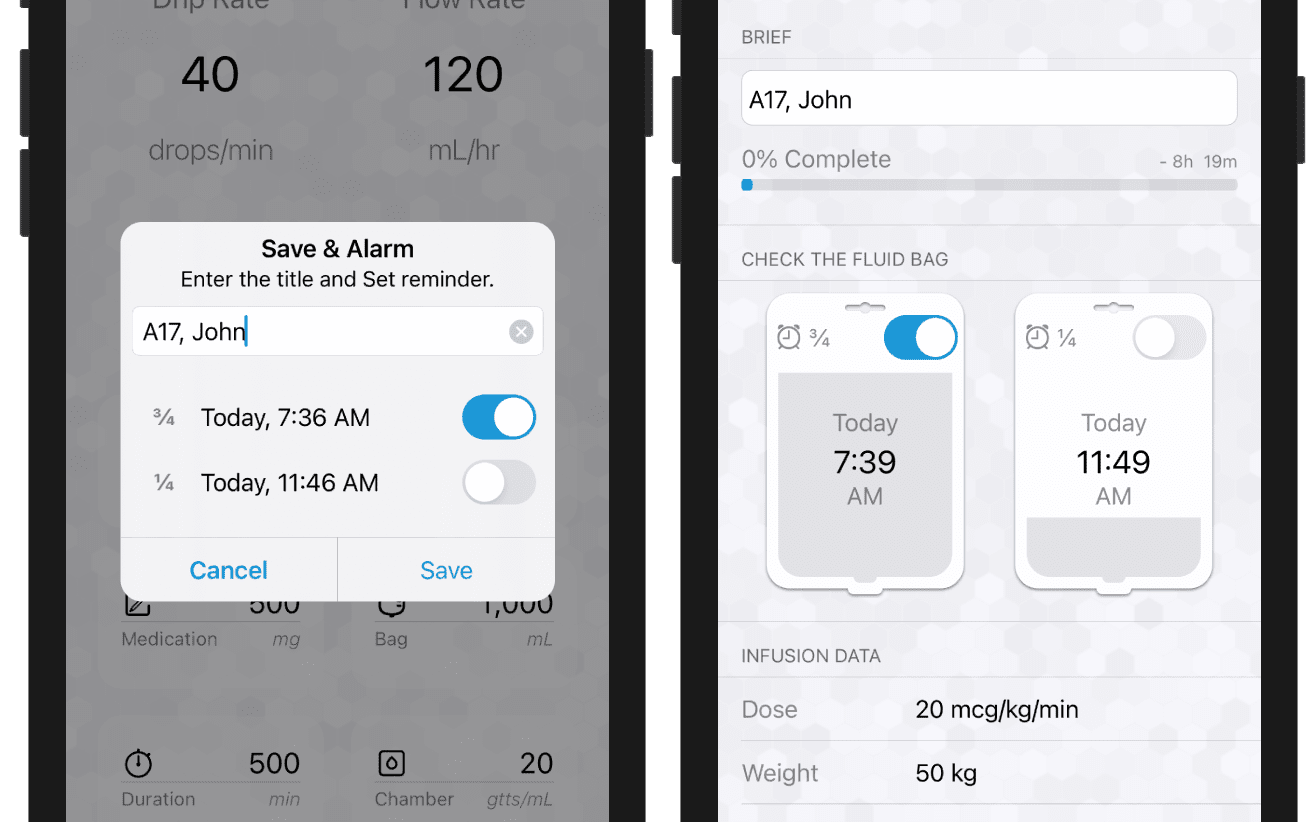 Drip Rate
Flow Rate
40
120
drops/min
mL/hr
Save & Alarm
Enter the title and Set reminder.
A17, John
¾ Today, 7:36 AM
¼ Today, 11:46 AM
Cancel
Save
500
1,000
Medication
mg
Bag
mL
500
20
Duration
min
Chamber
gtts/mL
BRIEF
A17, John
0% Complete
- 8h 19m
CHECK THE FLUID BAG
¾
Today
7:39
AM
¼
Today
11:49
AM
INFUSION DATA
Dose 20 mcg/kg/min
Weight 50 kg